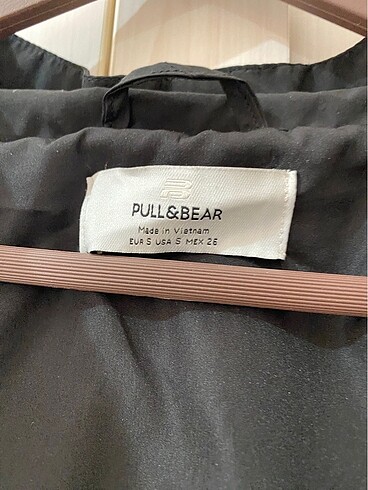 PULL&BEAR
Made in Vietnam
EUR S USA S MEX 26